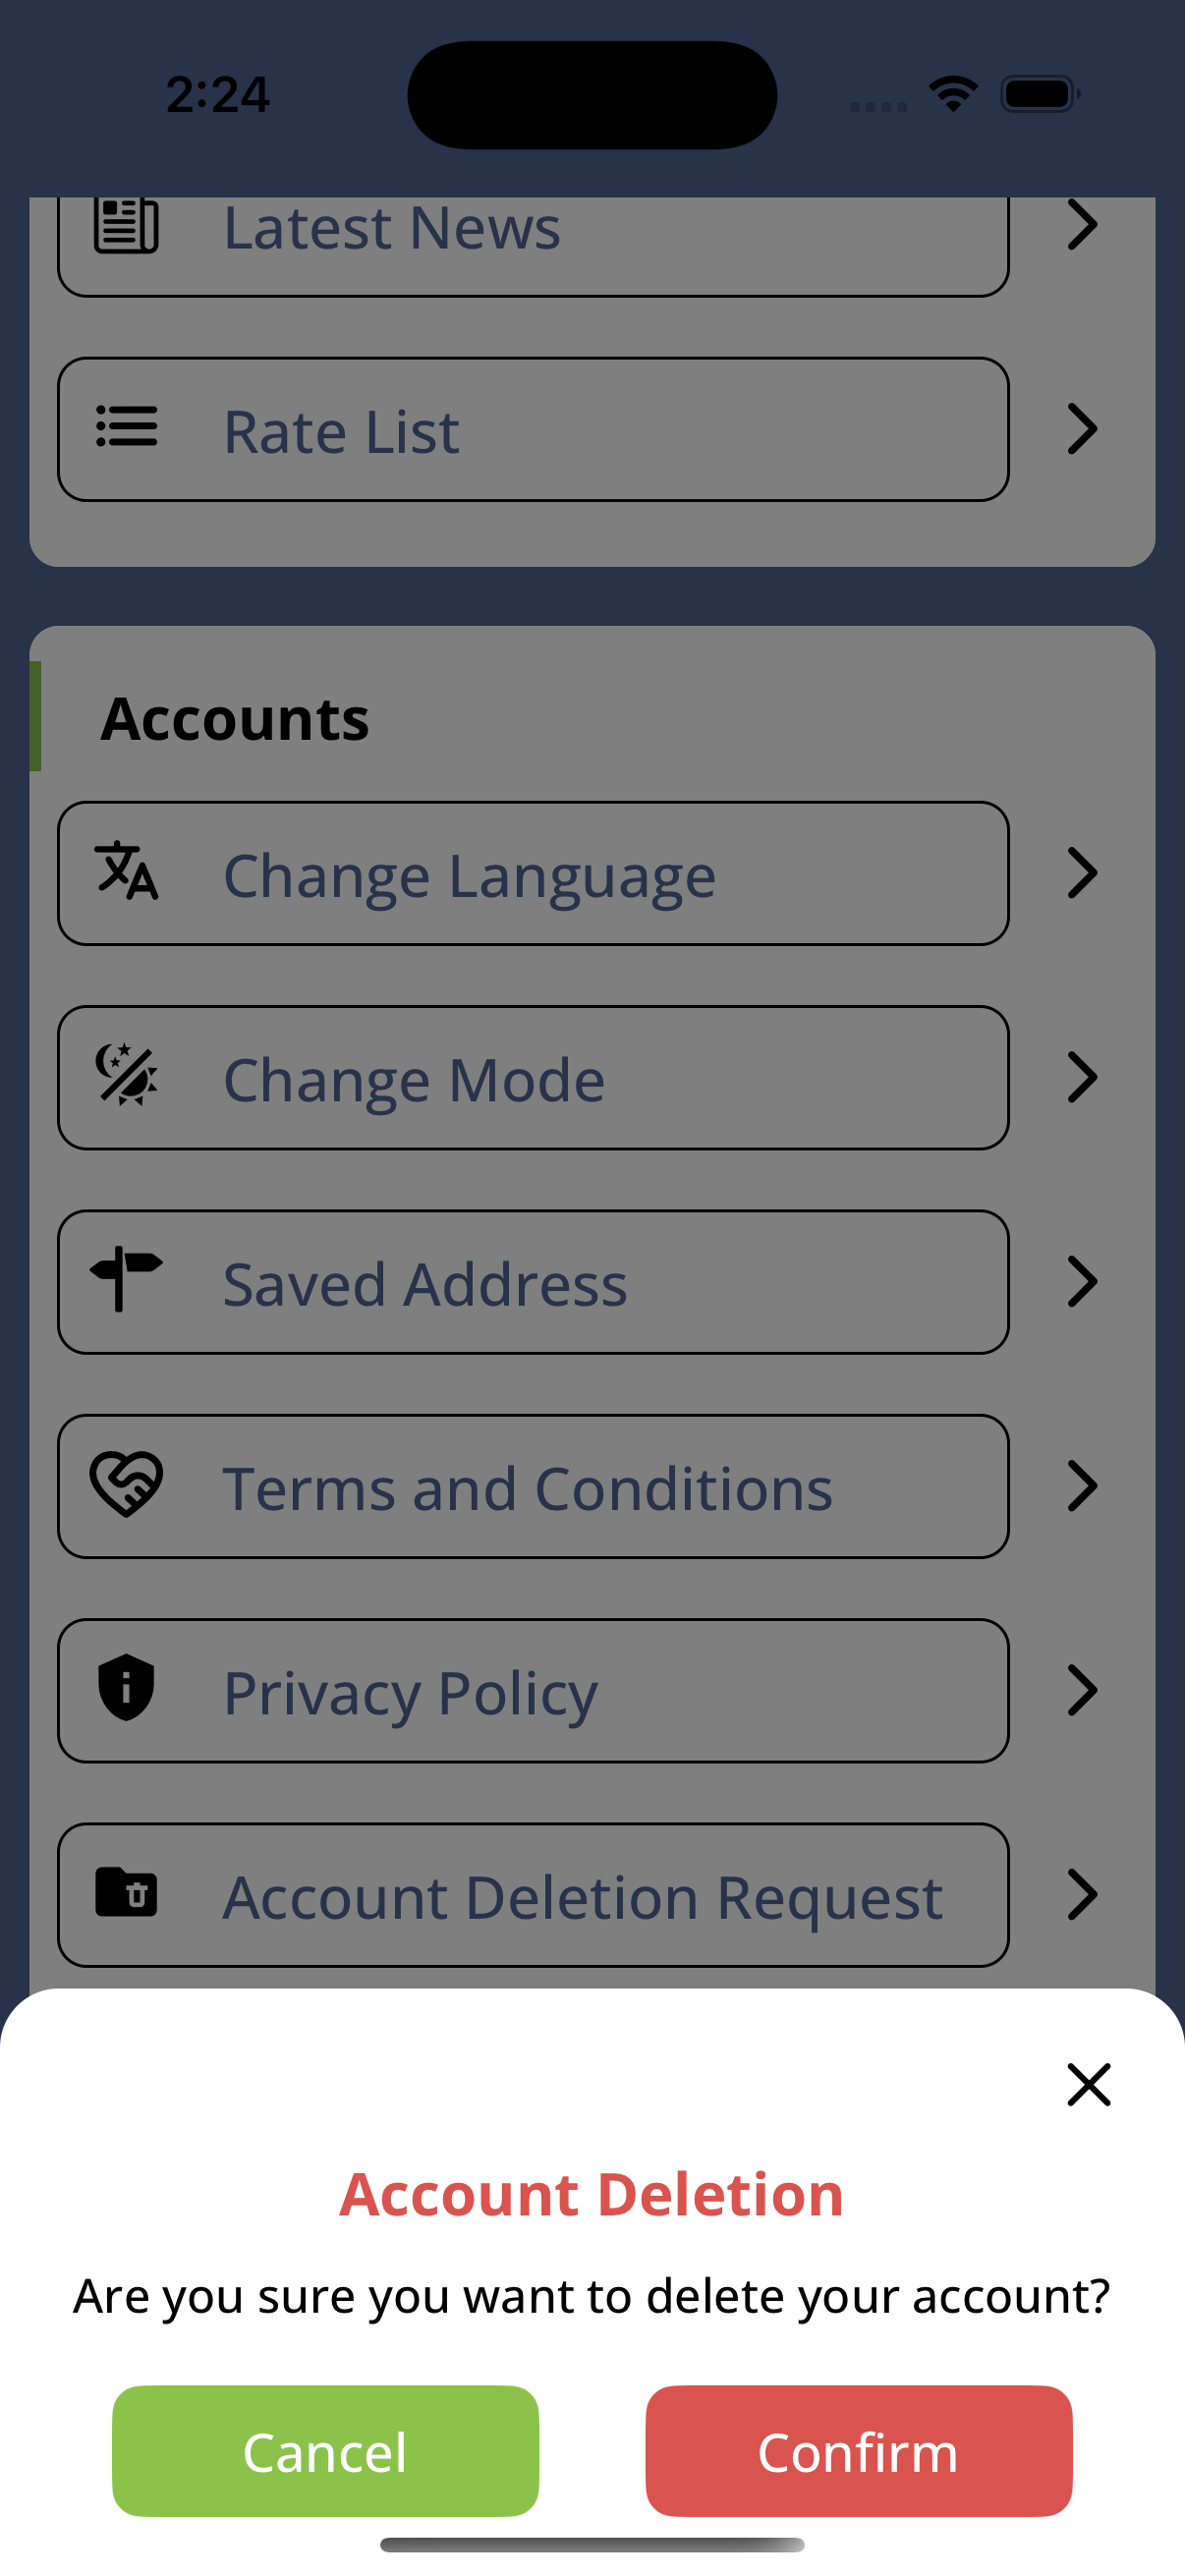 2:24
Latest News
Rate List
Accounts
Change Language
Change Mode
Saved Address
Terms and Conditions
Privacy Policy
Account Deletion Request
Account Deletion
Are you sure you want to delete your account?
Cancel
Confirm